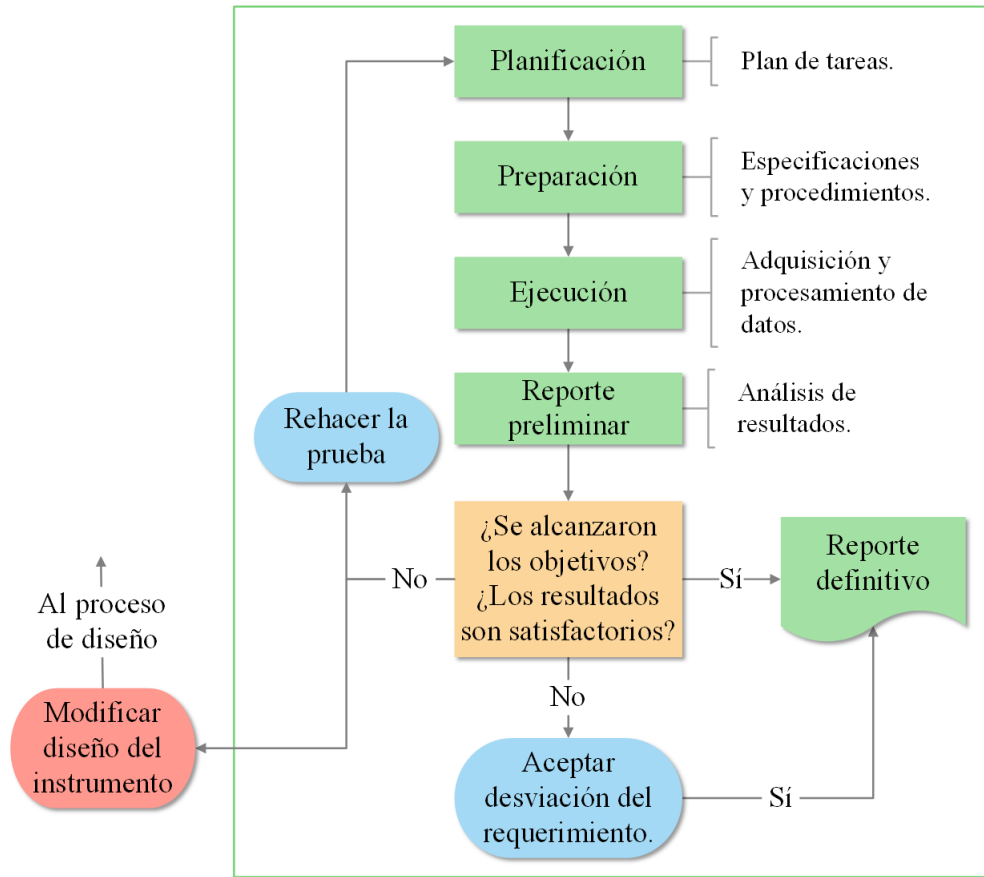 Planificación
Plan de tareas.
Preparación
Especificaciones
y procedimientos.
Ejecución
Adquisición y
procesamiento de
datos.
Reporte
preliminar
Análisis de
resultados.
Rehacer la
prueba
¿Se alcanzaron
los objetivos?
¿Los resultados
son satisfactorios?
No
Sí
Reporte
definitivo
Al proceso
de diseño
Modificar
diseño del
instrumento
No
Aceptar
desviación del
requerimiento.
Sí